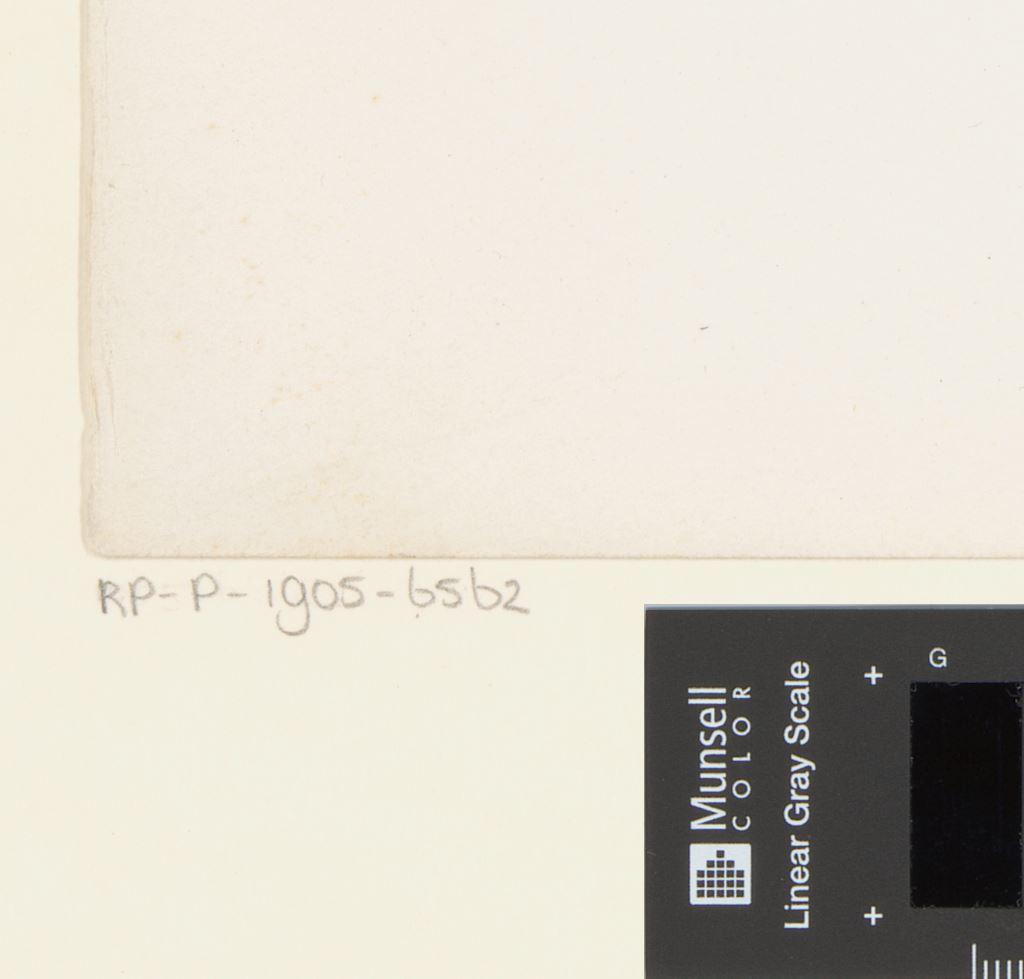 RP-P-1905-6562
G
Munsell
COLOR
Linear Gray Scale